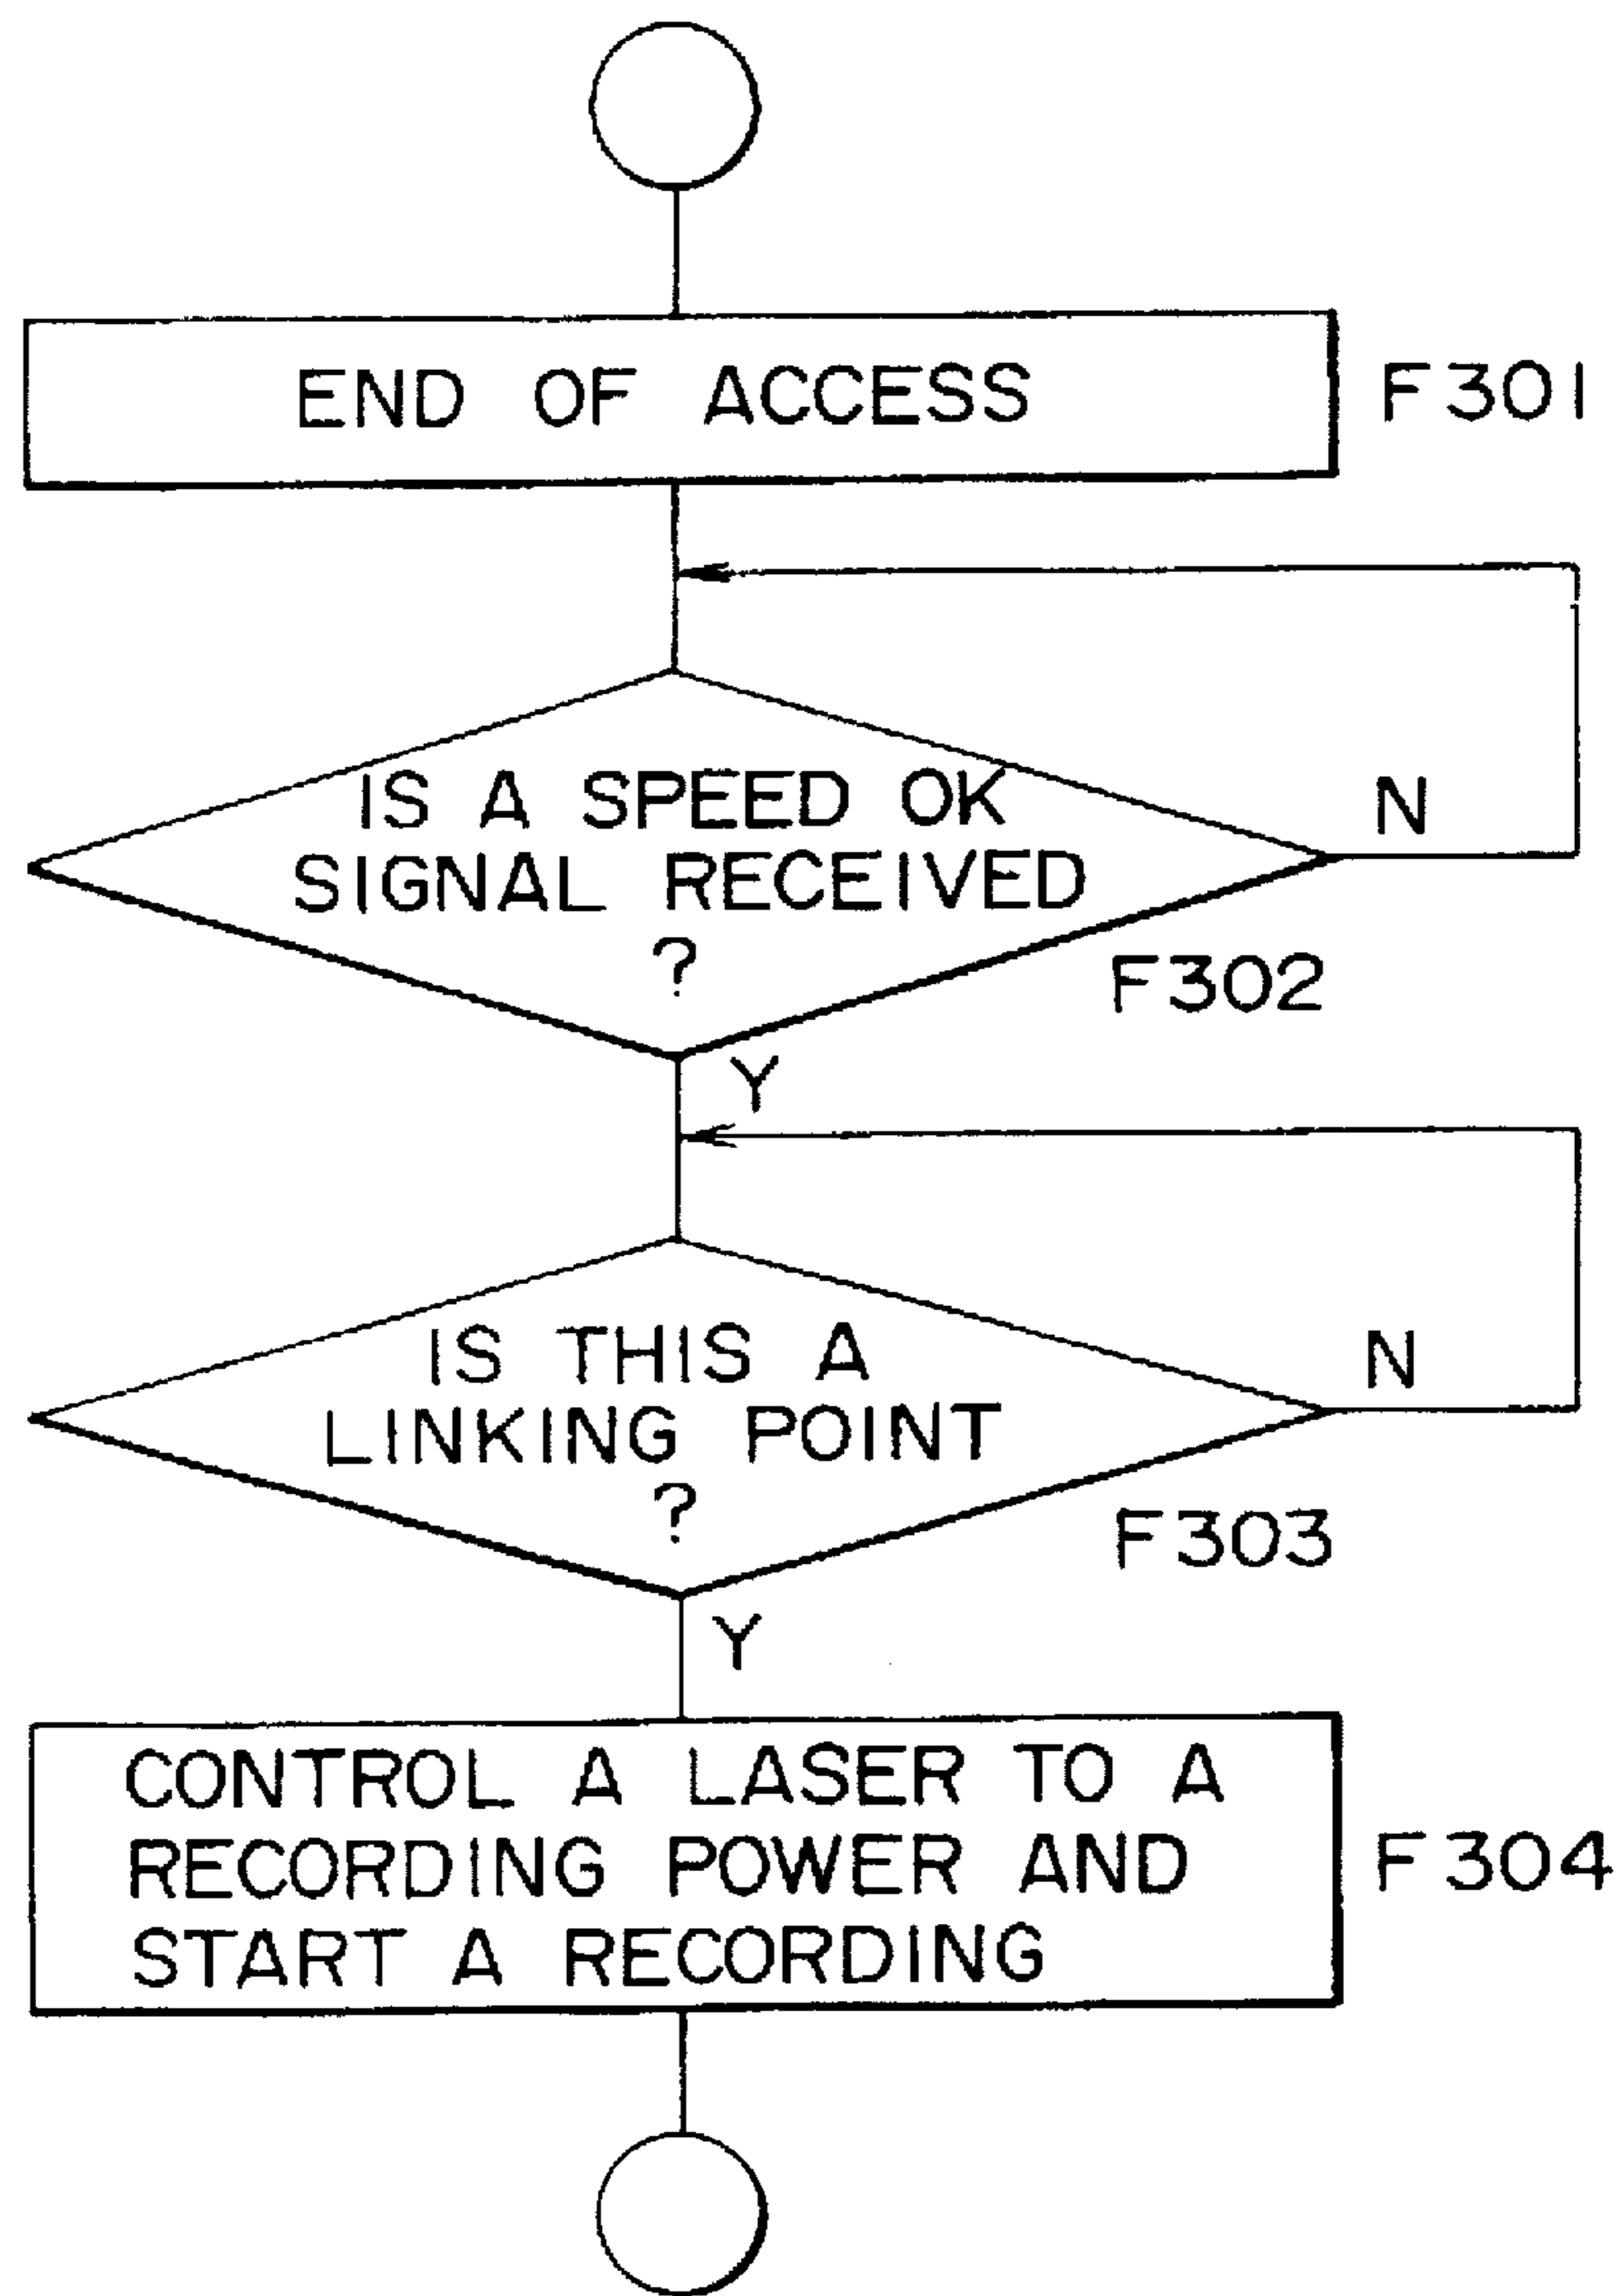 END OF ACCESS
F301
IS A SPEED OK
N
SIGNAL RECEIVED
?
F302
Y
IS THIS A
N
LINKING POINT
?
F303
Y
CONTROL A LASER TO A
RECORDING POWER AND
F304
START A RECORDING